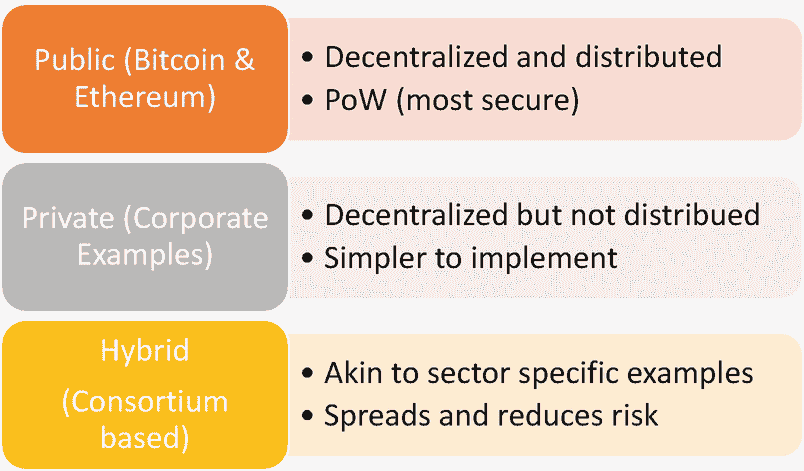 Public (Bitcoin &
Ethereum)
• Decentralized and distributed
• PoW (most secure)
Private (Corporate
Examples)
• Decentralized but not distribued
• Simpler to implement
Hybrid
(Consortium
based)
• Akin to sector specific examples
• Spreads and reduces risk